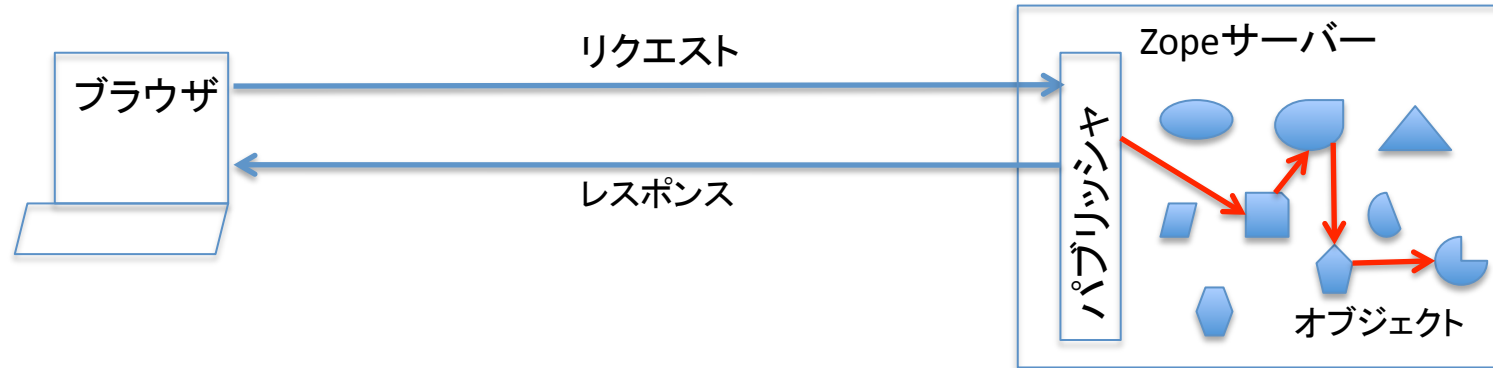 Zopeサーバー
リクエスト
ブラウザ
パブリッシャ
レスポンス
オブジェクト